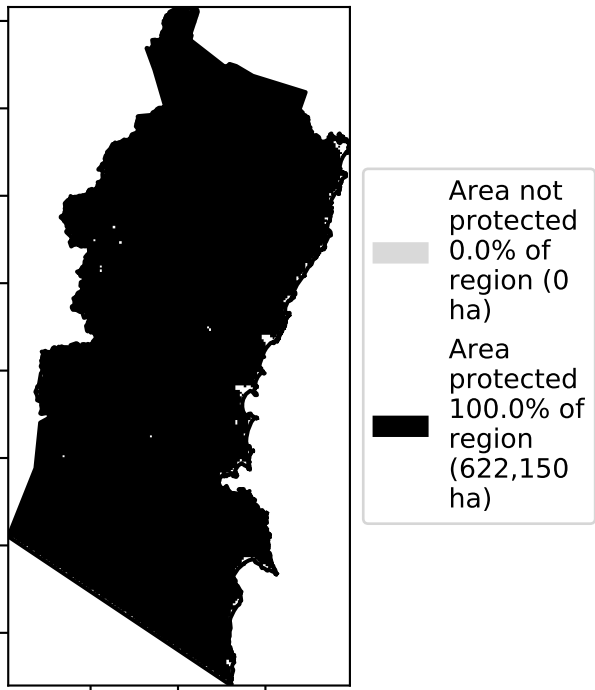 Area not
protected
0.0% of
region (0
ha)
Area
protected
100.0% of
region
(622,150
ha)